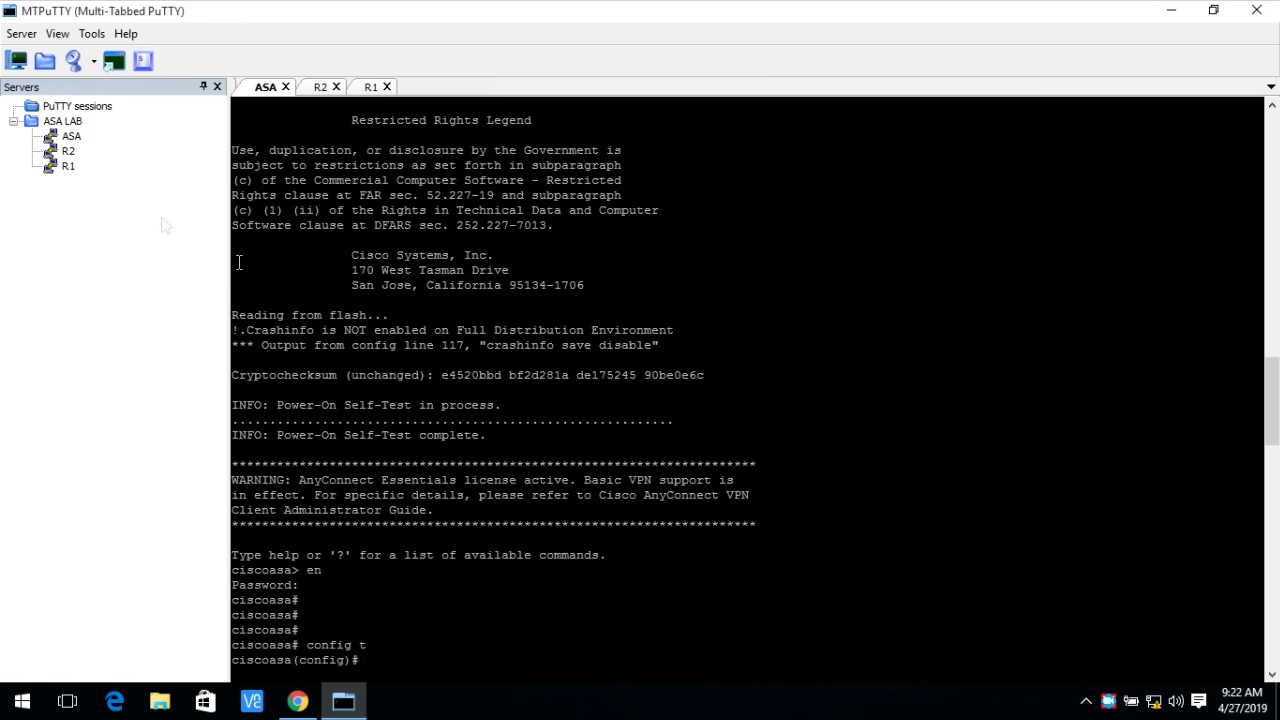 MTPuTTY (Multi-Tabbed PuTTY)
Server View Tools Help
Servers
PuTTY sessions
ASA LAB
ASA
R2
R1
ASA R2 R1
Restricted Rights Legend
Use, duplication, or disclosure by the Government is
subject to restrictions as set forth in subparagraph
(c) of the Commercial Computer Software - Restricted
Rights clause at FAR sec. 52.227-19 and subparagraph
(c) (1) (ii) of the Rights in Technical Data and Computer
Software clause at DFARS sec. 252.227-7013.
Cisco Systems, Inc.
170 West Tasman Drive
San Jose, California 95134-1706
Reading from flash...
!.Crashinfo is NOT enabled on Full Distribution Environment
*** Output from config line 117, "crashinfo save disable"
Cryptochecksum (unchanged): e4520bbd bf2d281a de175245 90be0e6c
INFO: Power-On Self-Test in process.
...........................................................
INFO: Power-On Self-Test complete.
**********************************************************************
WARNING: AnyConnect Essentials license active. Basic VPN support is
in effect. For specific details, please refer to Cisco AnyConnect VPN
Client Administrator Guide.
**********************************************************************
Type help or '?' for a list of available commands.
ciscoasa> en
Password:
ciscoasa#
ciscoasa#
ciscoasa#
ciscoasa# config t
ciscoasa(config)#
9:22 AM
4/27/2019